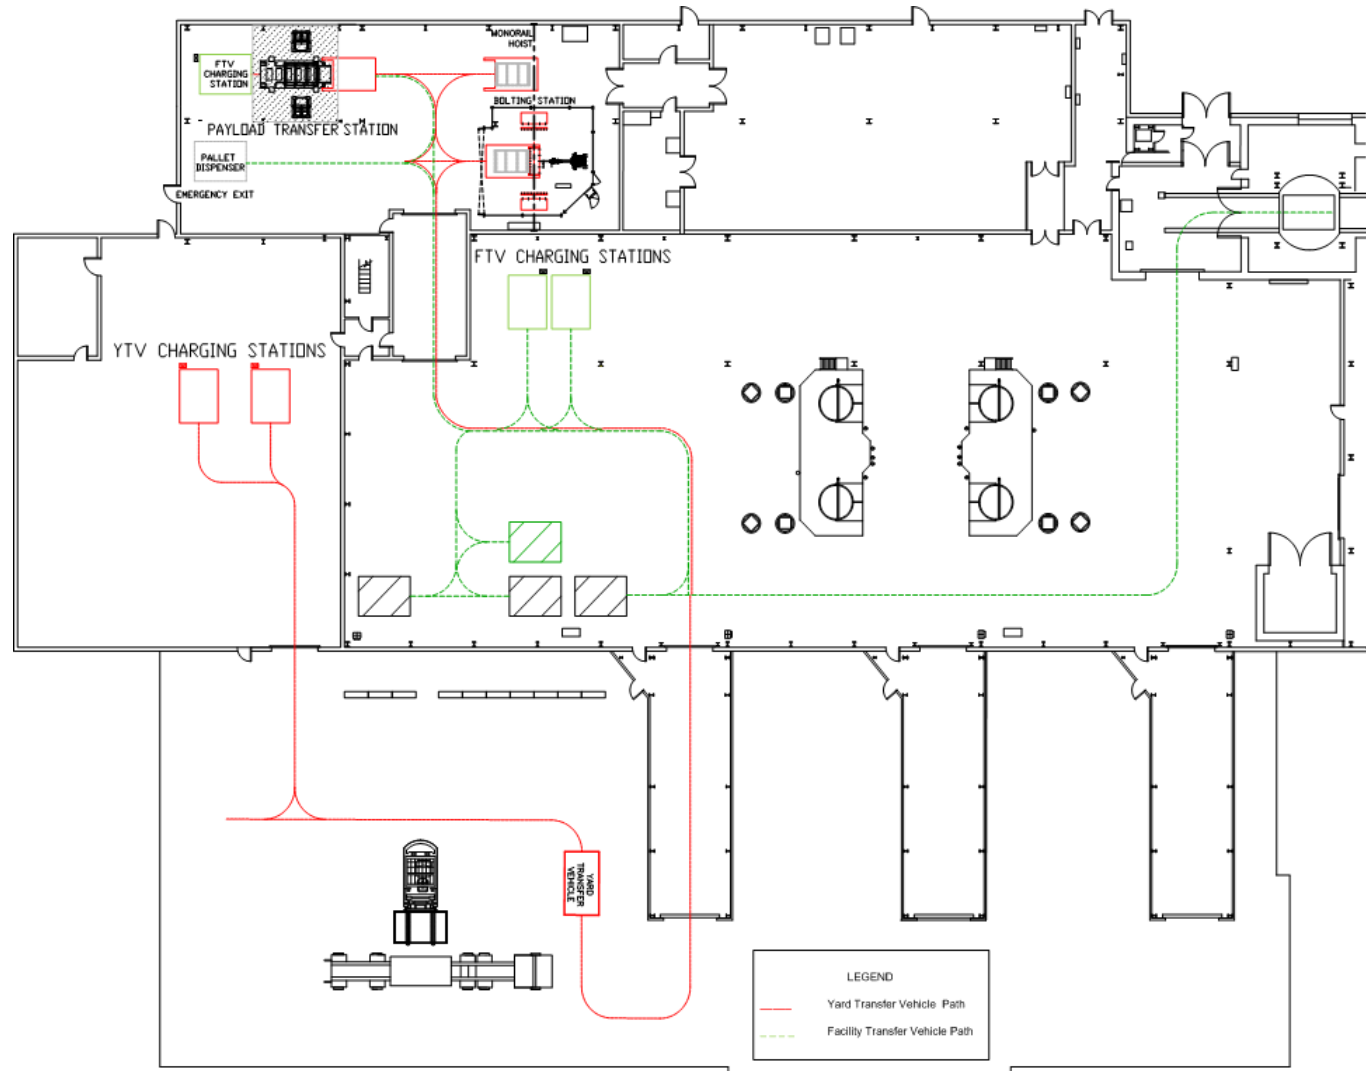 MONORAIL
HOIST
FTV
CHARGING
STATION
BOLTING STATION
PAYLOAD TRANSFER STATION
PALLET
DISPENSER
EMERGENCY EXIT
FTV CHARGING STATIONS
YTV CHARGING STATIONS
YARD
TRANSFER
VEHICLE
LEGEND
Yard Transfer Vehicle Path
Facility Transfer Vehicle Path